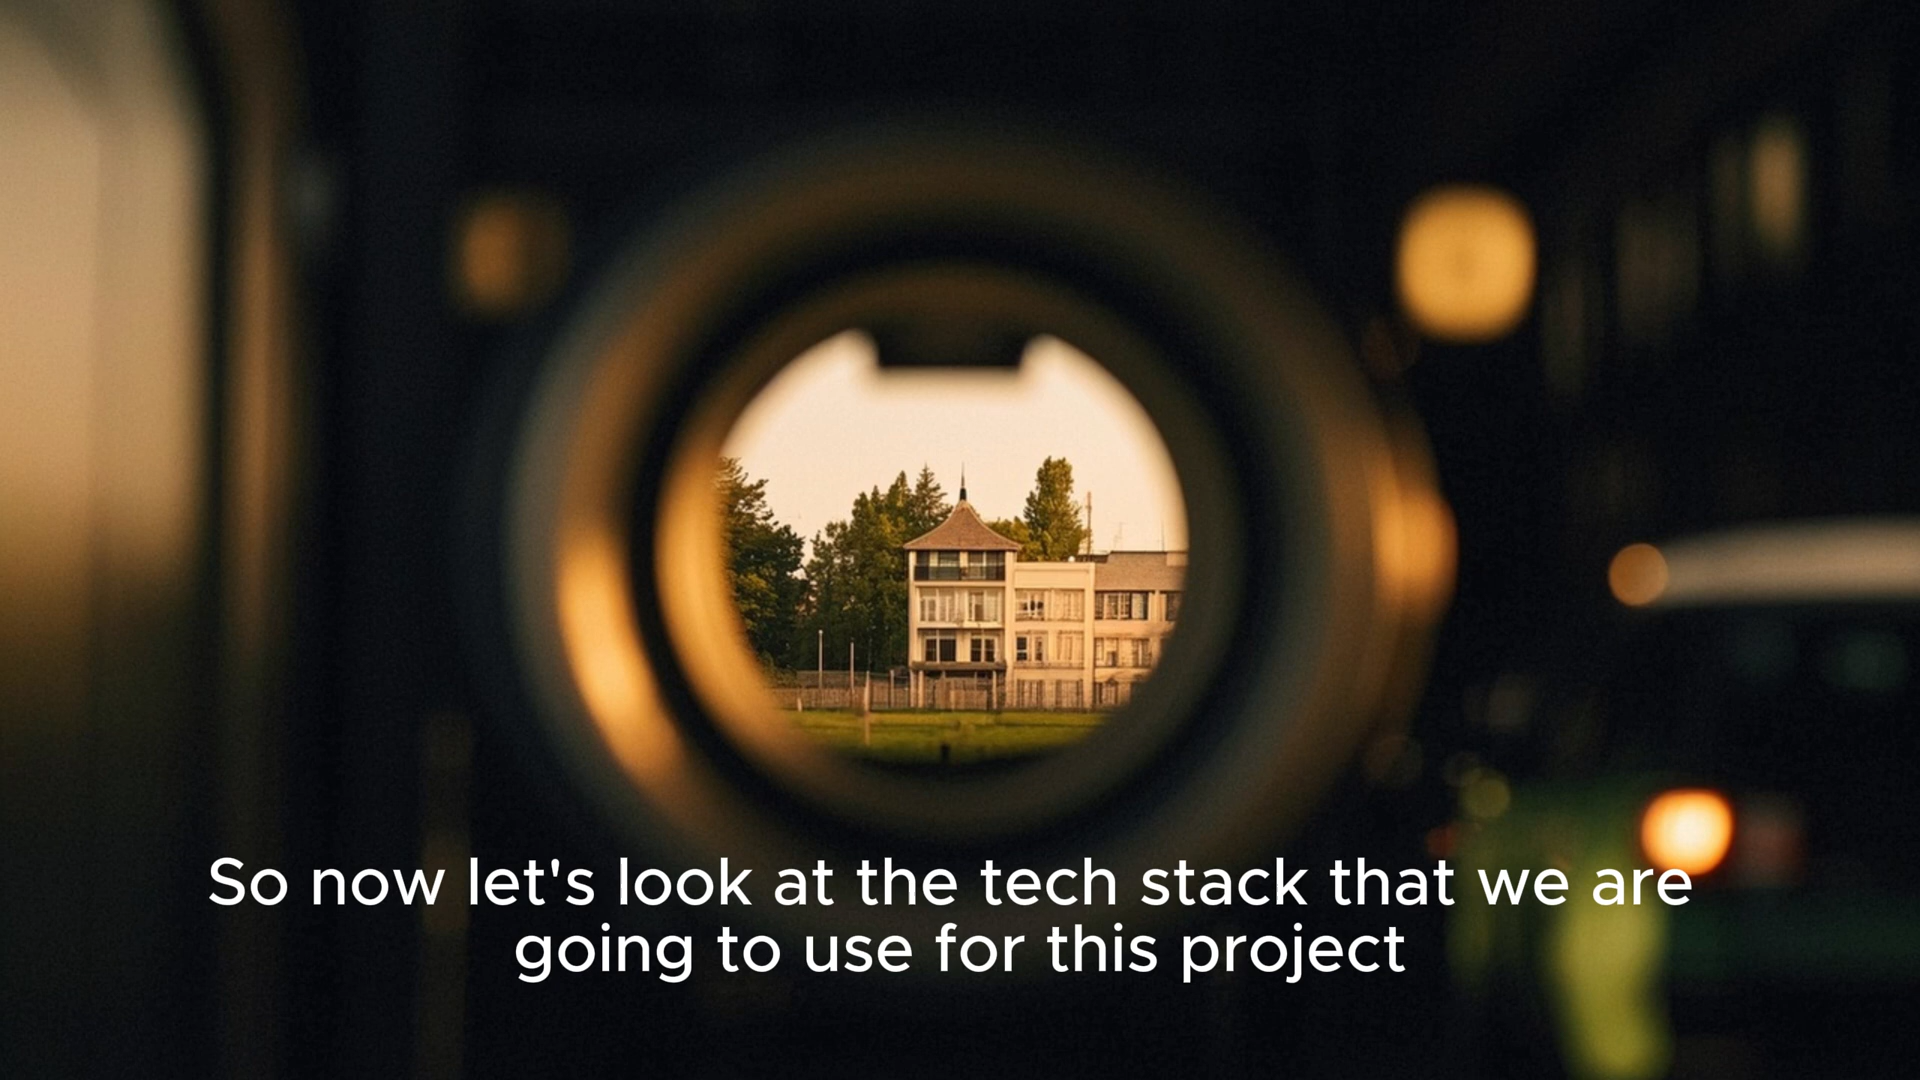 So now let's look at the tech stack that we are
going to use for this project